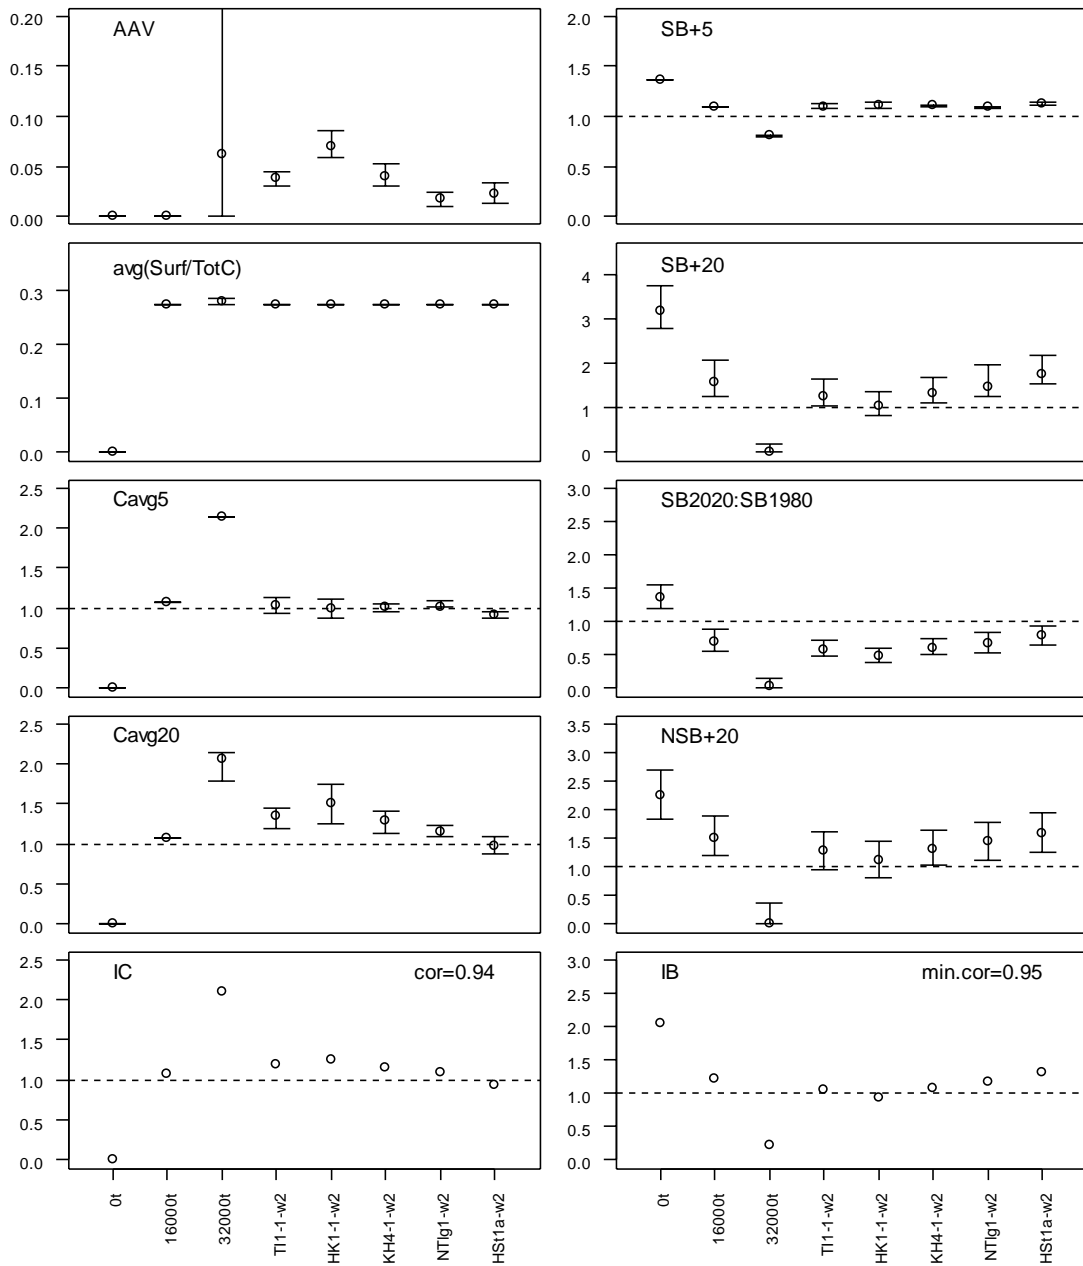 AAV
0.20
0.15
0.10
0.05
0.00
SB+5
2.0
1.5
1.0
0.5
0.0
avg(Surf/TotC)
0.3
0.2
0.1
0.0
SB+20
4
3
2
1
0
Cavg5
2.5
2.0
1.5
1.0
0.5
0.0
SB2020:SB1980
3.0
2.5
2.0
1.5
1.0
0.5
0.0
Cavg20
2.5
2.0
1.5
1.0
0.5
0.0
NSB+20
3.5
3.0
2.5
2.0
1.5
1.0
0.5
0.0
IC cor=0.94
2.5
2.0
1.5
1.0
0.5
0.0
IB min.cor=0.95
3.0
2.5
2.0
1.5
1.0
0.5
0.0
0t
16000t
32000t
TI1-1-w2
HK1-1-w2
KH4-1-w2
NTlg1-w2
HSt1a-w2
0t
16000t
32000t
TI1-1-w2
HK1-1-w2
KH4-1-w2
NTlg1-w2
HSt1a-w2